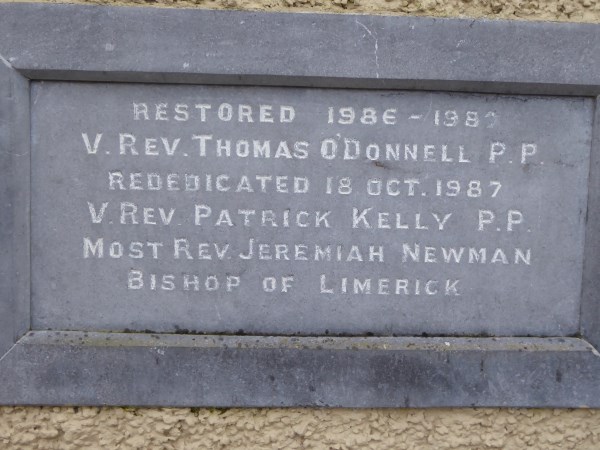 RESTORED 1986 -
V. REV. THOMAS O'DONNELL P.P.
REDEDICATED 18 OCT. 1987
V. REV. PATRICK KELLY P.P.
MOST REV. JEREMIAH NEWMAN
BISHOP OF LIMERICK